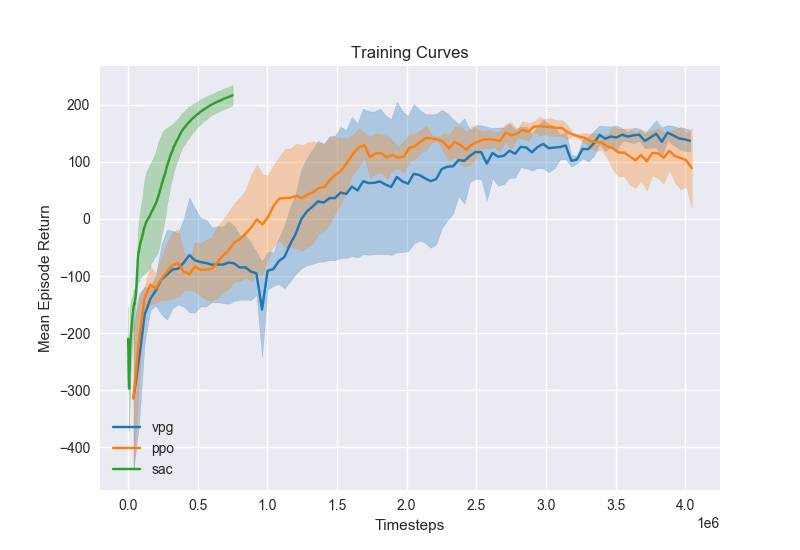 Training Curves
Mean Episode Return
200
100
0
−100
−200
−300
−400
vpg
ppo
sac
0.0 0.5 1.0 1.5 2.0 2.5 3.0 3.5 4.0
1e6
Timesteps